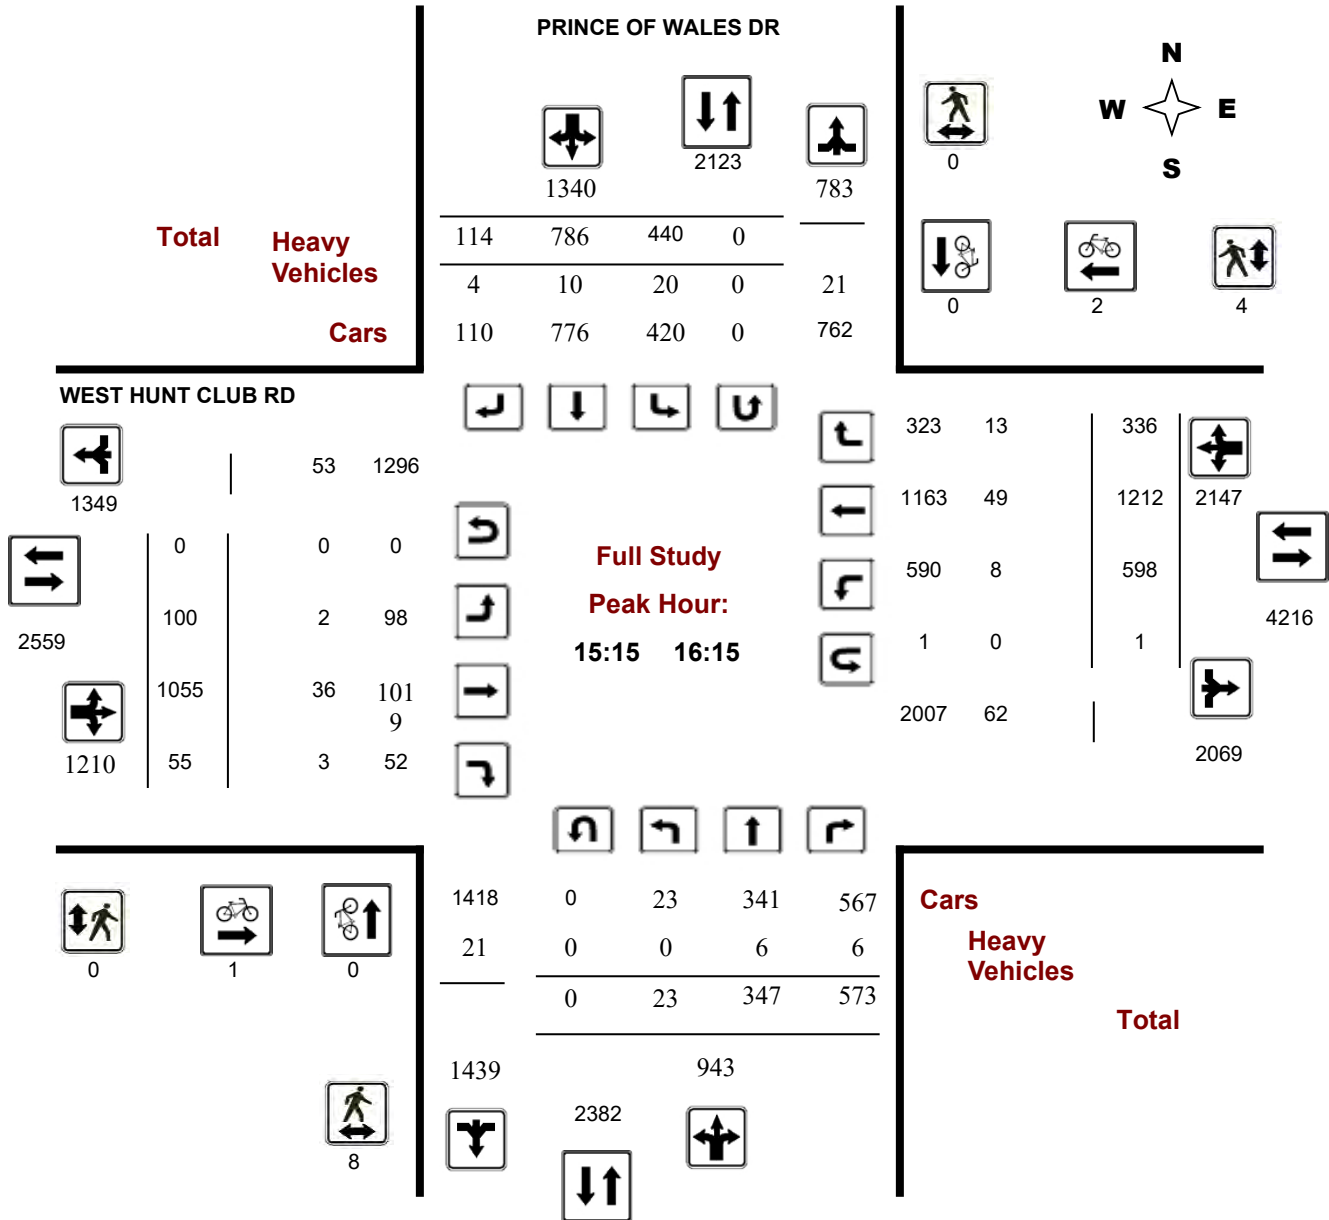 PRINCE OF WALES DR
N
W E
S
2123
0
1340 783
Total Heavy Vehicles
114 786 440 0
4 10 20 0 21
Cars 110 776 420 0 762
0 2 4
WEST HUNT CLUB RD
323 13 336
53 1296
1349
1163 49 1212 2147
0 0 0
Full Study
590 8 598
Peak Hour:
100 2 98
4216
2559
15:15 16:15
1 0 1
1055 36 101
9
2007 62
2069
1210 55 3 52
1418 0 23 341 567 Cars
21 0 0 6 6 Heavy
Vehicles
0 1 0
0 23 347 573
Total
1439 943
2382
8